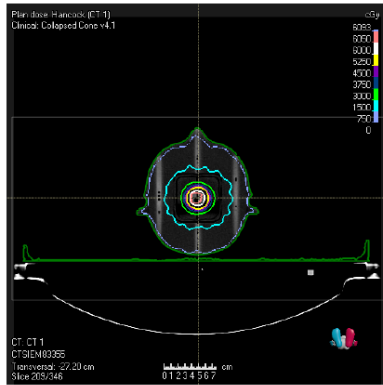 Plan dose: Hancock (CT 1)
Clinical: Collapsed Cone v4.1
cGy
6093
6050
6000
5250
4500
3750
3000
1500
750
0
CT: CT 1
CTSIEM83355
Transversal: -27.20 cm
Slice 209/346
cm
0 1 2 3 4 5 6 7